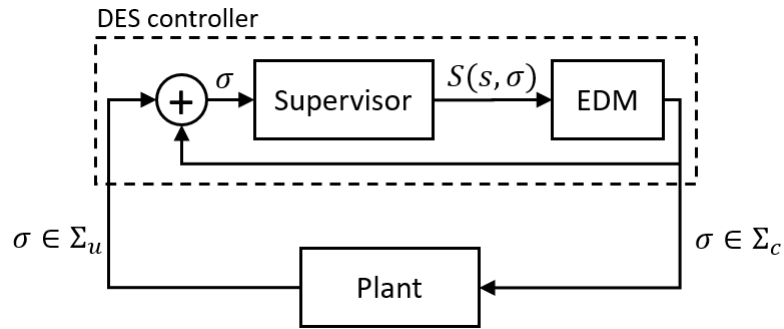 DES controller
+
σ
Supervisor
S(s, σ)
EDM
σ ∈ Σ_u
σ ∈ Σ_c
Plant